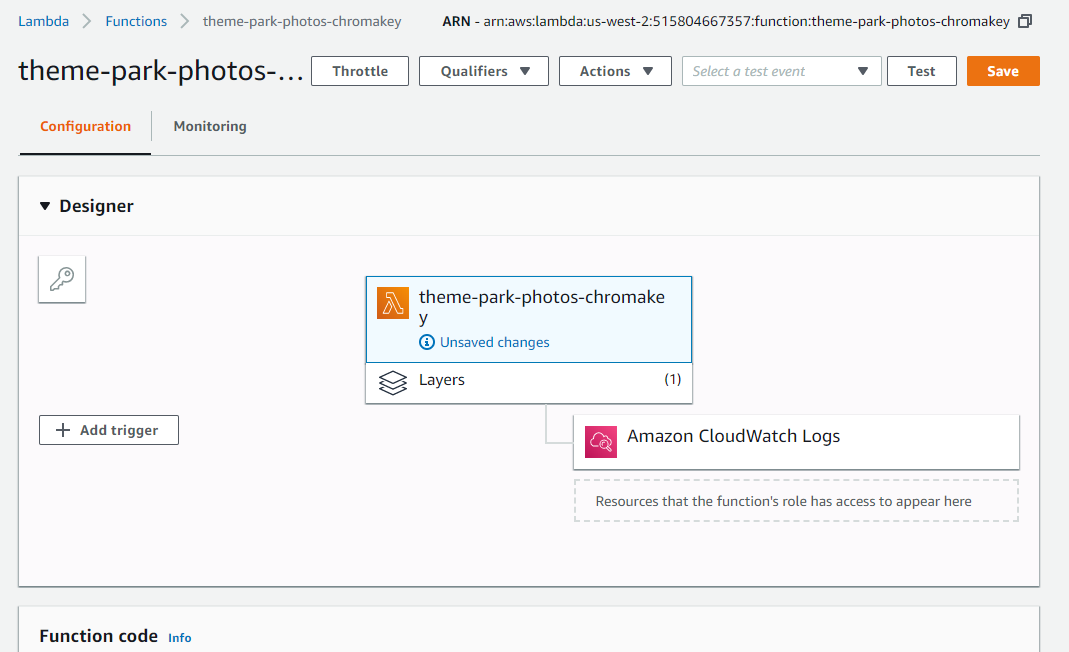 Lambda Functions theme-park-photos-chromakey ARN - arn:aws:lambda:us-west-2:515804667357:function:theme-park-photos-chromakey
theme-park-photos-... Throttle Qualifiers Actions Select a test event Test Save
Configuration Monitoring
Designer
theme-park-photos-chromake
y
Unsaved changes
Layers (1)
Add trigger
Amazon CloudWatch Logs
Resources that the function's role has access to appear here
Function code Info